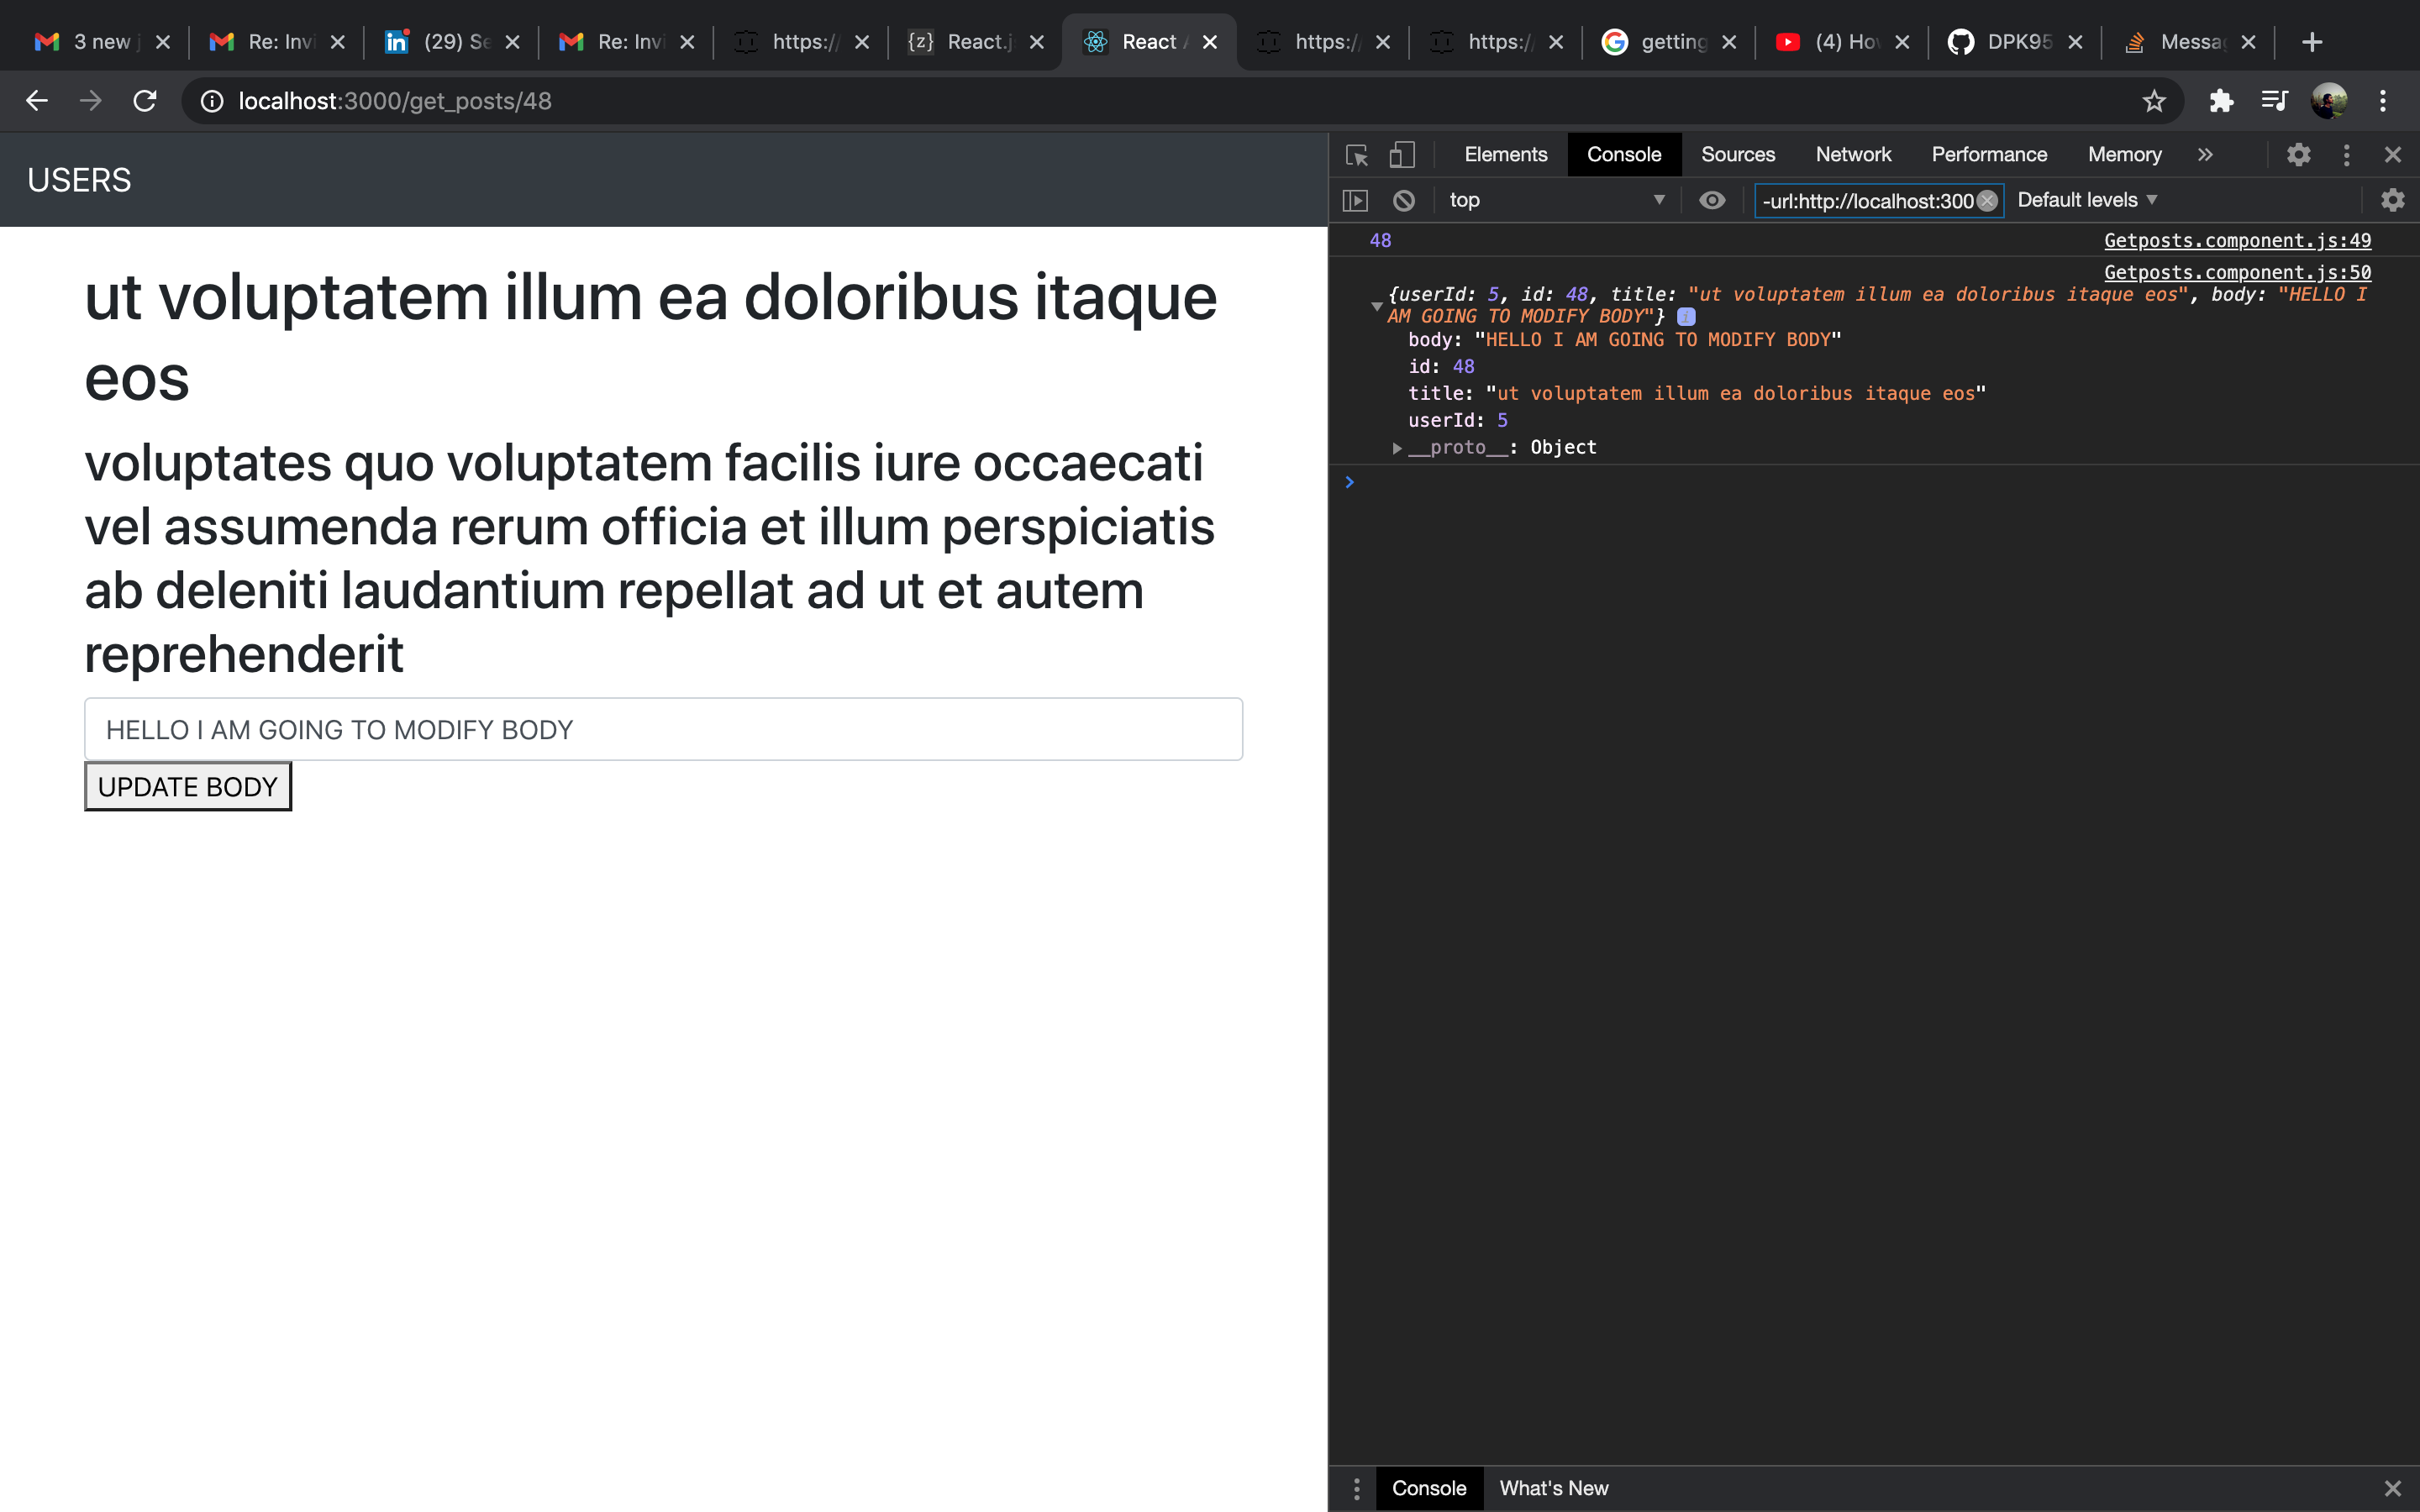 3 new
Re: Invi
(29) Se
Re: Invi
https:/
{z} React.j
React
https:/
https:/
getting
(4) Ho
DPK95
Messa
localhost:3000/get_posts/48
USERS
ut voluptatem illum ea doloribus itaque
eos
voluptates quo voluptatem facilis iure occaecati
vel assumenda rerum officia et illum perspiciatis
ab deleniti laudantium repellat ad ut et autem
reprehenderit
HELLO I AM GOING TO MODIFY BODY
UPDATE BODY
Elements Console Sources Network Performance Memory »
top -url:http://localhost:300 Default levels
48 Getposts.component.js:49
Getposts.component.js:50
{userId: 5, id: 48, title: "ut voluptatem illum ea doloribus itaque eos", body: "HELLO I
AM GOING TO MODIFY BODY"} i
body: "HELLO I AM GOING TO MODIFY BODY"
id: 48
title: "ut voluptatem illum ea doloribus itaque eos"
userId: 5
__proto__: Object
Console What's New